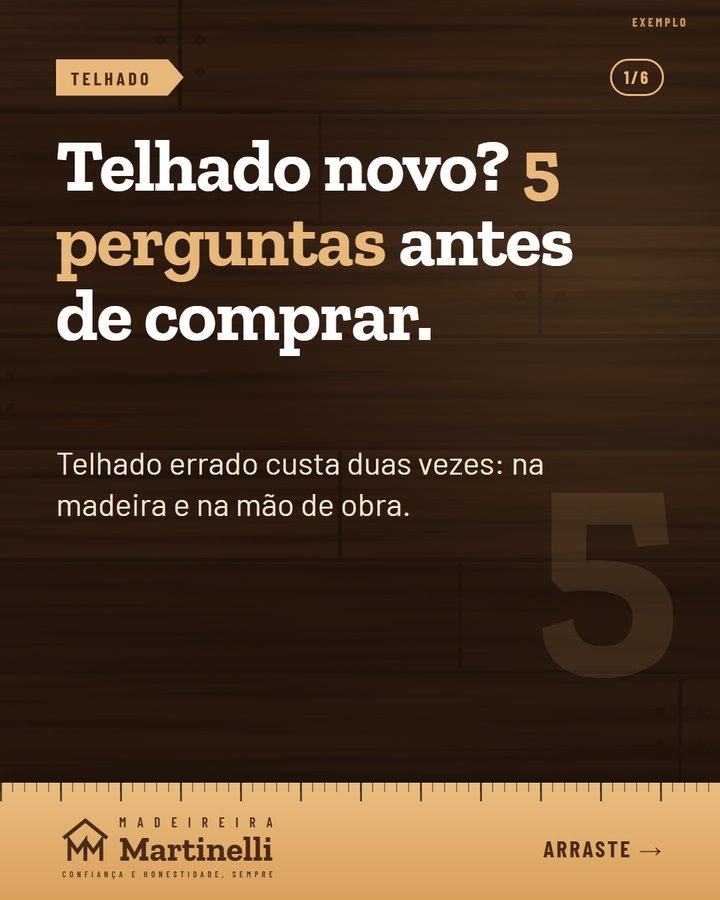 EXEMPLO
TELHADO
1/6
Telhado novo? 5
perguntas antes
de comprar.
Telhado errado custa duas vezes: na
madeira e na mão de obra.
5
MADEIREIRA
Martinelli
CONFIANÇA E HONESTIDADE, SEMPRE
ARRASTE →